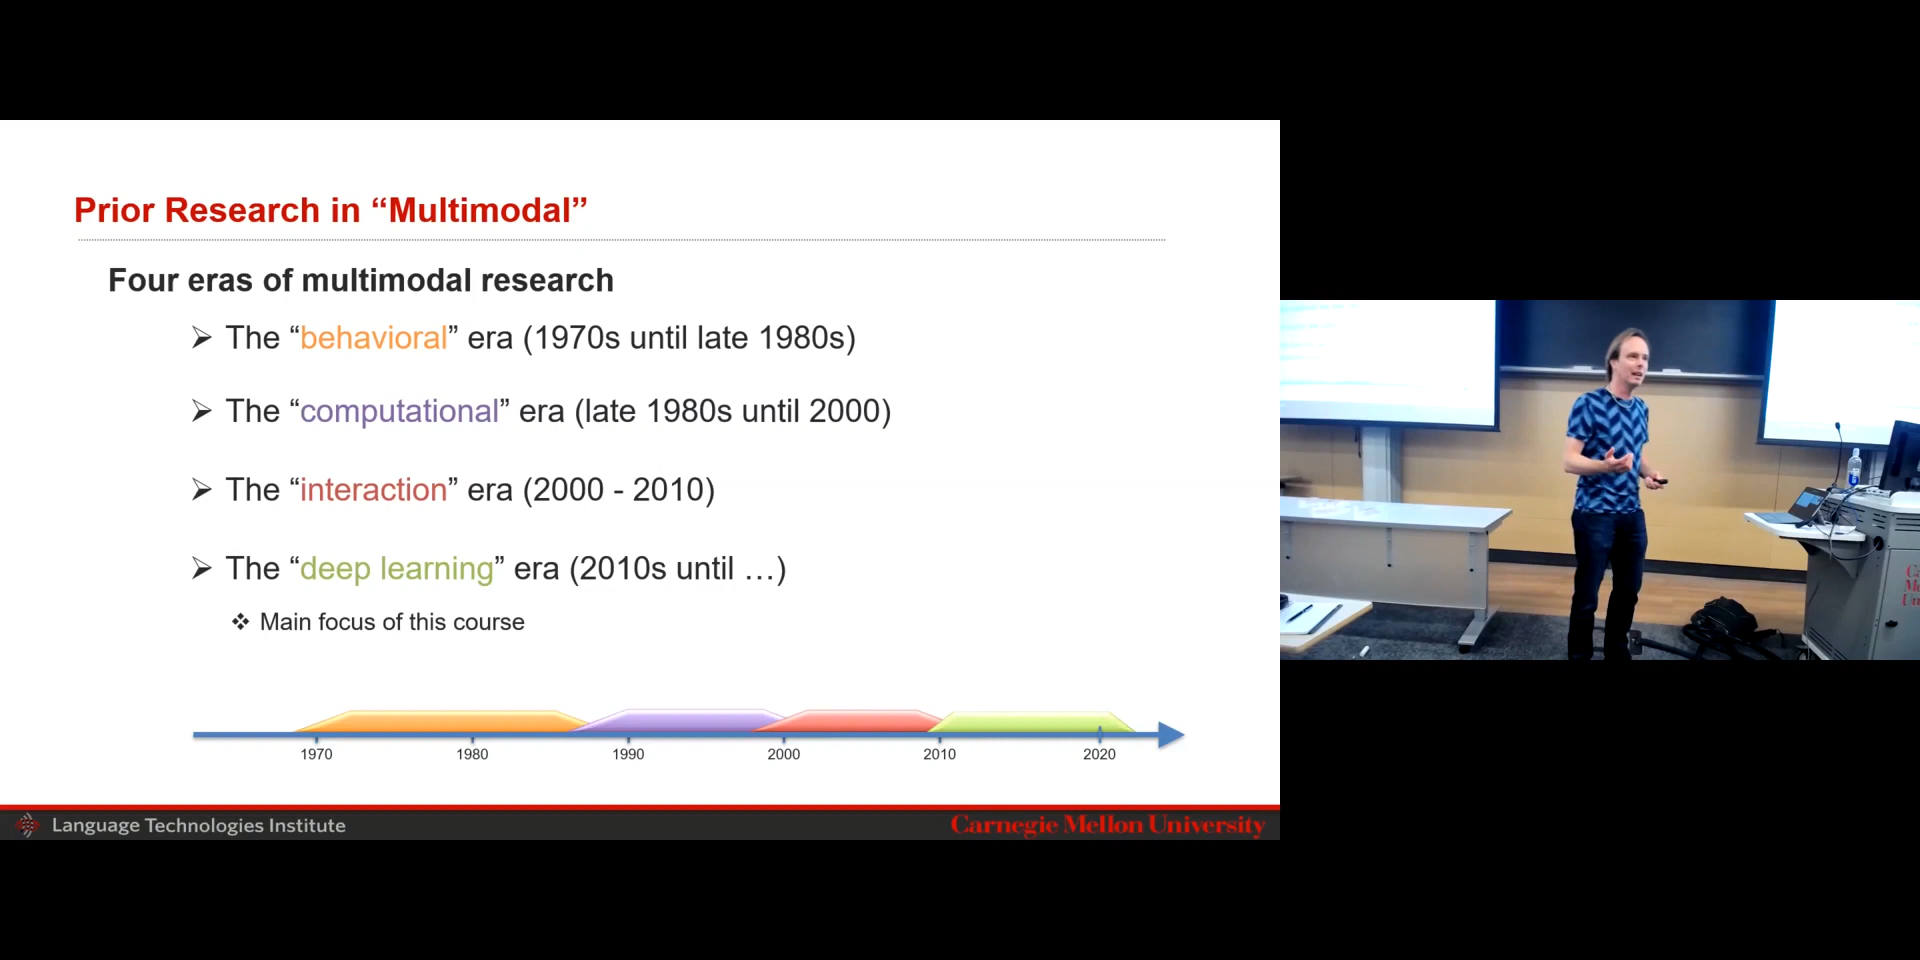 Prior Research in “Multimodal”
Four eras of multimodal research
The “behavioral” era (1970s until late 1980s)
The “computational” era (late 1980s until 2000)
The “interaction” era (2000 - 2010)
The “deep learning” era (2010s until …)
Main focus of this course
1970 1980 1990 2000 2010 2020
Language Technologies Institute
Carnegie Mellon University